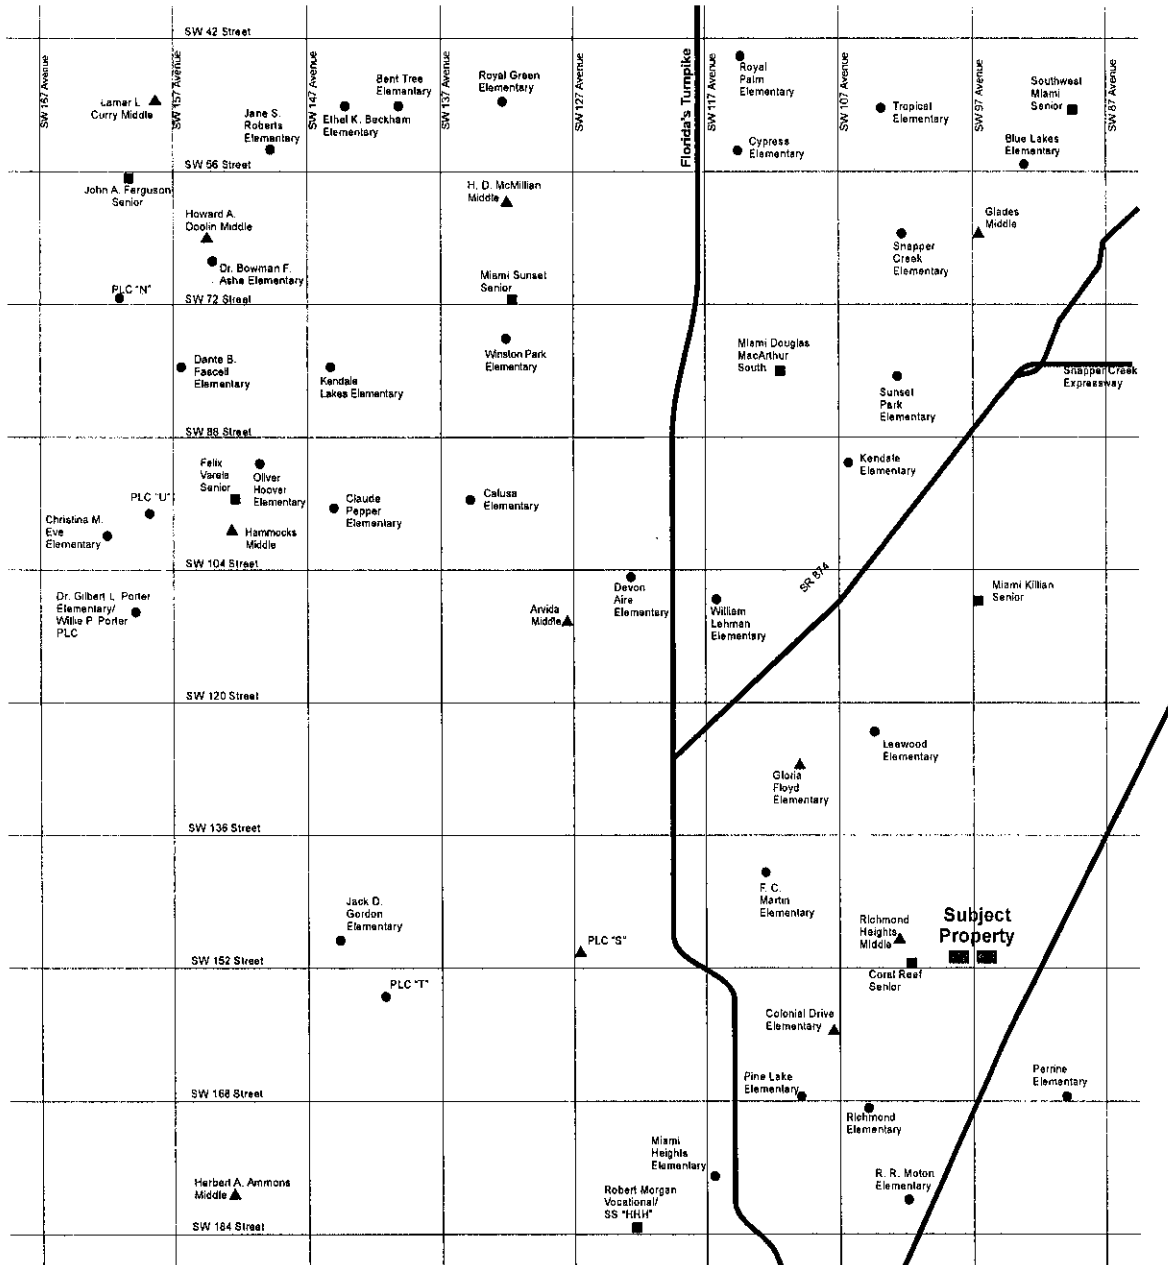 SW 42 Street
SW 167 Avenue
SW 157 Avenue
SW 147 Avenue
SW 137 Avenue
SW 127 Avenue
Florida's Turnpike
SW 117 Avenue
SW 107 Avenue
SW 97 Avenue
SW 87 Avenue
Lamar L.
Curry Middle
Jane S.
Roberts
Elementary
Ethel K. Beckham
Elementary
Bent Tree
Elementary
Royal Green
Elementary
Royal
Palm
Elementary
Cypress
Elementary
Tropical
Elementary
Southwest
Miami
Senior
Blue Lakes
Elementary
SW 56 Street
John A. Ferguson
Senior
Howard A.
Doolin Middle
Dr. Bowman F.
Ashe Elementary
PLC "N"
H. D. McMillian
Middle
Miami Sunset
Senior
Snapper
Creek
Elementary
Glades
Middle
SW 72 Street
Dante B.
Fascell
Elementary
Kendale
Lakes Elementary
Winston Park
Elementary
Miami Douglas
MacArthur
South
Sunset
Park
Elementary
Snapper Creek
Expressway
SW 88 Street
Felix
Varela
Senior
Oliver
Hoover
Elementary
PLC "U"
Christina M.
Eve
Elementary
Hammocks
Middle
Claude
Pepper
Elementary
Calusa
Elementary
Kendale
Elementary
SW 104 Street
SR 874
Dr. Gilbert L. Porter
Elementary/
Willie P. Porter
PLC
Arvida
Middle
Devon
Aire
Elementary
William
Lehman
Elementary
Miami Killian
Senior
SW 120 Street
Leewood
Elementary
Gloria
Floyd
Elementary
SW 136 Street
Jack D.
Gordon
Elementary
F. C.
Martin
Elementary
Richmond
Heights
Middle
Subject
Property
PLC "S"
SW 152 Street
Coral Reef
Senior
PLC "T"
Colonial Drive
Elementary
Pine Lake
Elementary
Perrine
Elementary
SW 168 Street
Richmond
Elementary
Miami
Heights
Elementary
R. R. Moton
Elementary
Herbert A. Ammons
Middle
Robert Morgan
Vocational/
SS "HHH"
SW 184 Street